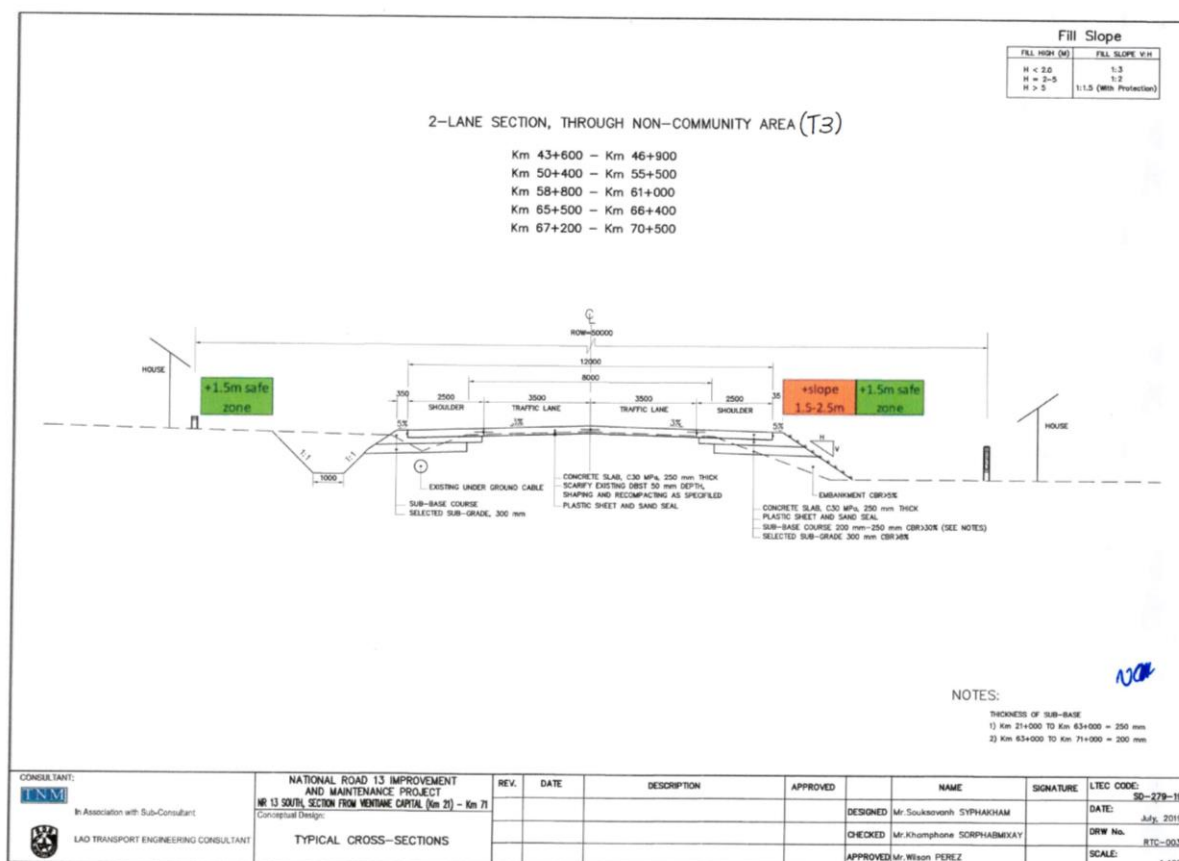 Fill Slope
FILL HIGH (M) FILL SLOPE V:H
H < 2.0 1:3
H = 2-5 1:2
H > 5 1:1.5 (With Protection)
2-LANE SECTION, THROUGH NON-COMMUNITY AREA (T3)
Km 43+600 - Km 46+900
Km 50+400 - Km 55+500
Km 58+800 - Km 61+000
Km 65+500 - Km 66+400
Km 67+200 - Km 70+500
ROW=50000
12000
8000
HOUSE
+1.5m safe
zone
350 2500 3500 3500 2500 35
SHOULDER TRAFFIC LANE TRAFFIC LANE SHOULDER
+slope
1.5-2.5m
+1.5m safe
zone
HOUSE
5% 3% 3% 5%
H
V
1:1 1:1
1000
EXISTING UNDER GROUND CABLE
SUB-BASE COURSE
SELECTED SUB-GRADE, 300 mm
CONCRETE SLAB, C30 MPa, 250 mm THICK
SCARIFY EXISTING DBST 50 mm DEPTH,
SHAPING AND RECOMPACTING AS SPECIFIED
PLASTIC SHEET AND SAND SEAL
EMBANKMENT CBR>5%
CONCRETE SLAB, C30 MPa, 250 mm THICK
PLASTIC SHEET AND SAND SEAL
SUB-BASE COURSE 200 mm-250 mm CBR>30% (SEE NOTES)
SELECTED SUB-GRADE 300 mm CBR>8%
NOTES:
THICKNESS OF SUB-BASE
1) Km 21+000 TO Km 63+000 = 250 mm
2) Km 63+000 TO Km 71+000 = 200 mm
CONSULTANT:
TNM
In Association with Sub-Consultant
LAO TRANSPORT ENGINEERING CONSULTANT
NATIONAL ROAD 13 IMPROVEMENT
AND MAINTENANCE PROJECT
NR 13 SOUTH, SECTION FROM VIENTIANE CAPITAL (Km 21) - Km 71
Conceptual Design:
TYPICAL CROSS-SECTIONS
REV. DATE DESCRIPTION APPROVED NAME SIGNATURE
DESIGNED Mr.Souksavanh SYPHAKHAM
CHECKED Mr.Khamphone SORPHABMIXAY
APPROVED Mr.Wilson PEREZ
LTEC CODE:
SD-279-19
DATE:
July, 2019
DRW No.
RTC-003
SCALE: